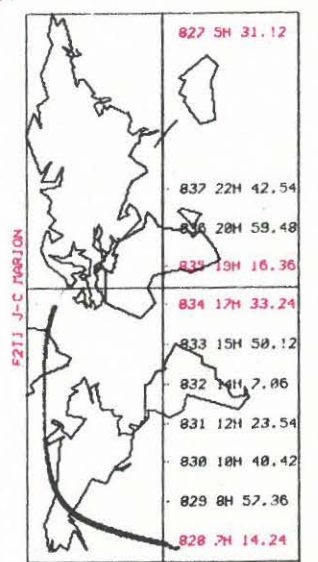 827 5H 31.12
837 22H 42.54
836 20H 59.48
835 19H 16.36
834 17H 33.24
833 15H 50.12
832 14H 7.06
831 12H 23.54
830 10H 40.42
829 8H 57.36
828 7H 14.24
F2TI J-C MARION